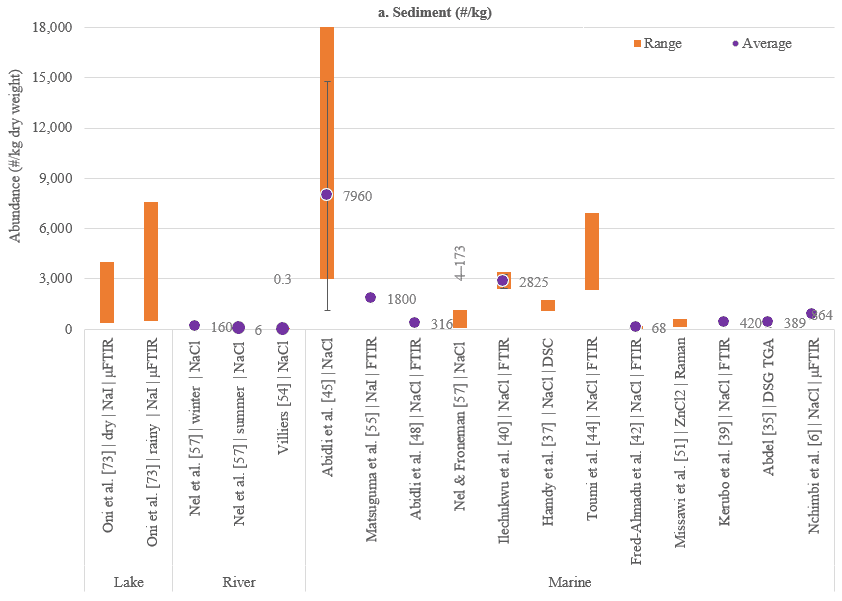 a. Sediment (#/kg)
Abundance (#/kg dry weight)
18,000
15,000
12,000
9,000
6,000
3,000
0
Range
Average
160
6
0.3
7960
1800
316
4–173
2825
68
420
389
864
Oni et al. [73] | dry | NaI | μFTIR
Oni et al. [73] | rainy | NaI | μFTIR
Nel et al. [57] | winter | NaCl
Nel et al. [57] | summer | NaCl
Villiers [54] | NaCl
Abidli et al. [45] | NaCl
Matsuguma et al. [55] | NaI | FTIR
Abidli et al. [48] | NaCl | FTIR
Nel & Froneman [57] | NaCl
Ilechukwu et al. [40] | NaCl | FTIR
Hamdy et al. [37] | NaCl | DSC
Toumi et al. [44] | NaCl | FTIR
Fred-Ahmadu et al. [42] | NaCl | FTIR
Missawi et al. [51] | ZnCl2 | Raman
Kerubo et al. [39] | NaCl | FTIR
Abdel [35] | DSG TGA
Nchimbi et al. [6] | NaCl | μFTIR
Lake
River
Marine